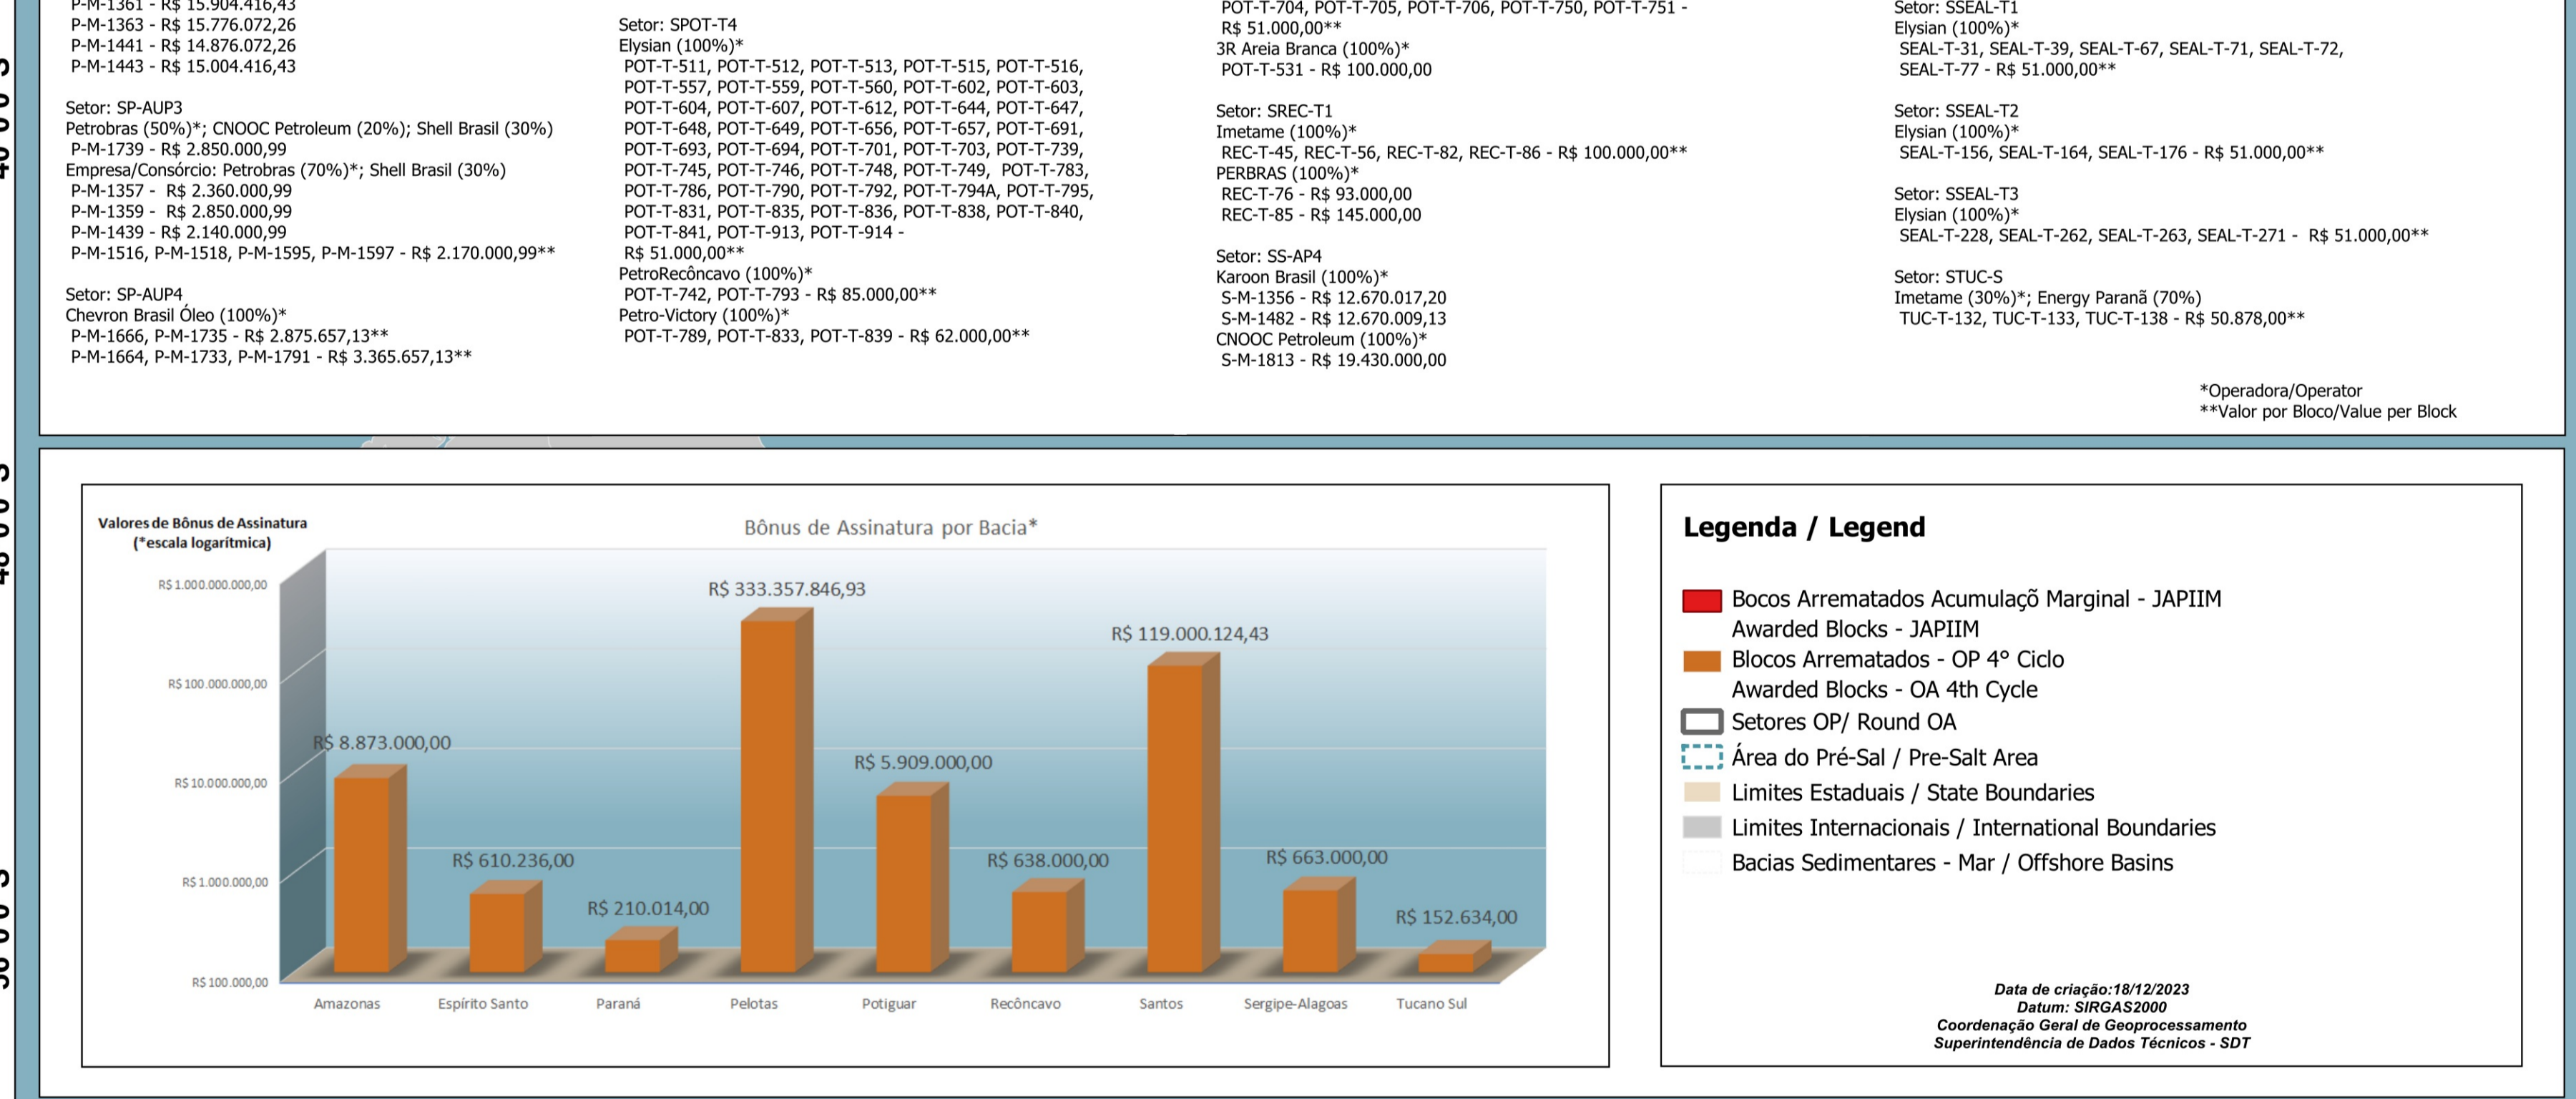 P-M-1361 - R$ 15.904.416,43
P-M-1363 - R$ 15.776.072,26
P-M-1441 - R$ 14.876.072,26
P-M-1443 - R$ 15.004.416,43
Setor: SP-AUP3
Petrobras (50%)*; CNOOC Petroleum (20%); Shell Brasil (30%)
P-M-1739 - R$ 2.850.000,99
Empresa/Consórcio: Petrobras (70%)*; Shell Brasil (30%)
P-M-1357 - R$ 2.360.000,99
P-M-1359 - R$ 2.850.000,99
P-M-1439 - R$ 2.140.000,99
P-M-1516, P-M-1518, P-M-1595, P-M-1597 - R$ 2.170.000,99**
Setor: SP-AUP4
Chevron Brasil Óleo (100%)*
P-M-1666, P-M-1735 - R$ 2.875.657,13**
P-M-1664, P-M-1733, P-M-1791 - R$ 3.365.657,13**
Setor: SPOT-T4
Elysian (100%)*
POT-T-511, POT-T-512, POT-T-513, POT-T-515, POT-T-516,
POT-T-557, POT-T-559, POT-T-560, POT-T-602, POT-T-603,
POT-T-604, POT-T-607, POT-T-612, POT-T-644, POT-T-647,
POT-T-648, POT-T-649, POT-T-656, POT-T-657, POT-T-691,
POT-T-693, POT-T-694, POT-T-701, POT-T-703, POT-T-739,
POT-T-745, POT-T-746, POT-T-748, POT-T-749, POT-T-783,
POT-T-786, POT-T-790, POT-T-792, POT-T-794A, POT-T-795,
POT-T-831, POT-T-835, POT-T-836, POT-T-838, POT-T-840,
POT-T-841, POT-T-913, POT-T-914 -
R$ 51.000,00**
PetroRecôncavo (100%)*
POT-T-742, POT-T-793 - R$ 85.000,00**
Petro-Victory (100%)*
POT-T-789, POT-T-833, POT-T-839 - R$ 62.000,00**
POT-T-704, POT-T-705, POT-T-706, POT-T-750, POT-T-751 -
R$ 51.000,00**
3R Areia Branca (100%)*
POT-T-531 - R$ 100.000,00
Setor: SREC-T1
Imetame (100%)*
REC-T-45, REC-T-56, REC-T-82, REC-T-86 - R$ 100.000,00**
PERBRAS (100%)*
REC-T-76 - R$ 93.000,00
REC-T-85 - R$ 145.000,00
Setor: SS-AP4
Karoon Brasil (100%)*
S-M-1356 - R$ 12.670.017,20
S-M-1482 - R$ 12.670.009,13
CNOOC Petroleum (100%)*
S-M-1813 - R$ 19.430.000,00
Setor: SSEAL-T1
Elysian (100%)*
SEAL-T-31, SEAL-T-39, SEAL-T-67, SEAL-T-71, SEAL-T-72,
SEAL-T-77 - R$ 51.000,00**
Setor: SSEAL-T2
Elysian (100%)*
SEAL-T-156, SEAL-T-164, SEAL-T-176 - R$ 51.000,00**
Setor: SSEAL-T3
Elysian (100%)*
SEAL-T-228, SEAL-T-262, SEAL-T-263, SEAL-T-271 - R$ 51.000,00**
Setor: STUC-S
Imetame (30%)*; Energy Paranã (70%)
TUC-T-132, TUC-T-133, TUC-T-138 - R$ 50.878,00**
*Operadora/Operator
**Valor por Bloco/Value per Block
Valores de Bônus de Assinatura
(*escala logarítmica)
Bônus de Assinatura por Bacia*
R$ 1.000.000.000,00
R$ 100.000.000,00
R$ 10.000.000,00
R$ 1.000.000,00
R$ 100.000,00
R$ 8.873.000,00
R$ 610.236,00
R$ 210.014,00
R$ 333.357.846,93
R$ 5.909.000,00
R$ 638.000,00
R$ 119.000.124,43
R$ 663.000,00
R$ 152.634,00
Amazonas
Espírito Santo
Paraná
Pelotas
Potiguar
Recôncavo
Santos
Sergipe-Alagoas
Tucano Sul
Legenda / Legend
Bocos Arrematados Acumulaçõ Marginal - JAPIIM
Awarded Blocks - JAPIIM
Blocos Arrematados - OP 4° Ciclo
Awarded Blocks - OA 4th Cycle
Setores OP/ Round OA
Área do Pré-Sal / Pre-Salt Area
Limites Estaduais / State Boundaries
Limites Internacionais / International Boundaries
Bacias Sedimentares - Mar / Offshore Basins
Data de criação:18/12/2023
Datum: SIRGAS2000
Coordenação Geral de Geoprocessamento
Superintendência de Dados Técnicos - SDT